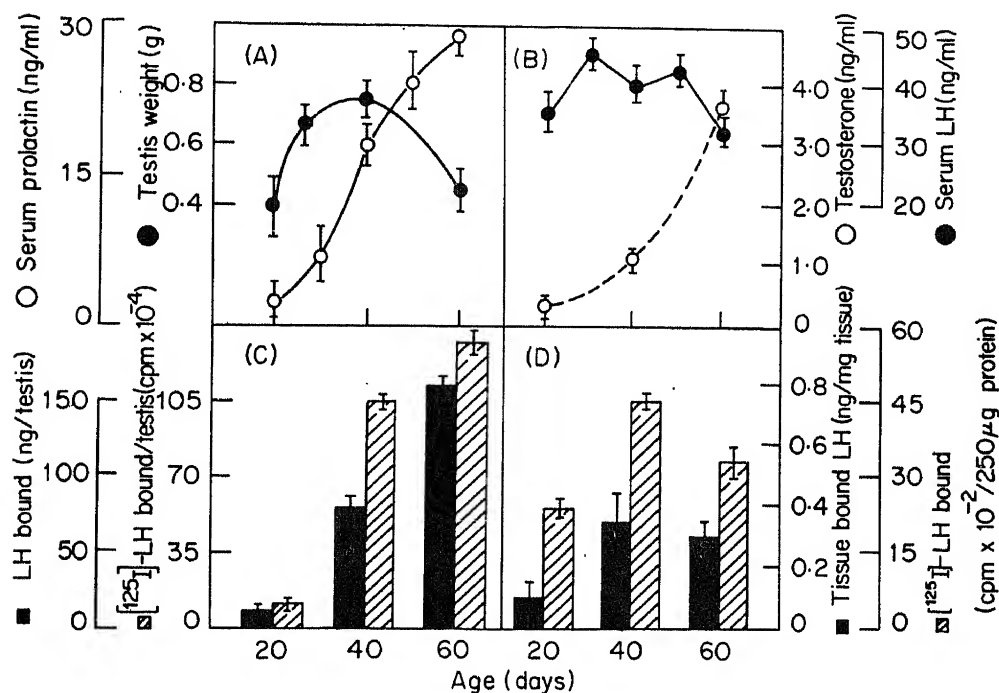 (A)
(B)
(C)
(D)
○ Serum prolactin (ng/ml)
30
15
0
● Testis weight (g)
0·8
0·6
0·4
4·0
3·0
2·0
1·0
0
○ Testosterone (ng/ml)
50
40
30
20
● Serum LH (ng/ml)
■ LH bound (ng/testis)
150
100
50
0
▨ [125I]-LH bound/testis (cpm x 10-4)
105
70
35
0
0.8
0.6
0.4
0.2
0
■ Tissue bound LH (ng/mg tissue)
60
45
30
15
0
▨ [125I]-LH bound
(cpm x 10-2/250μg protein)
20 40 60 20 40 60
Age (days)